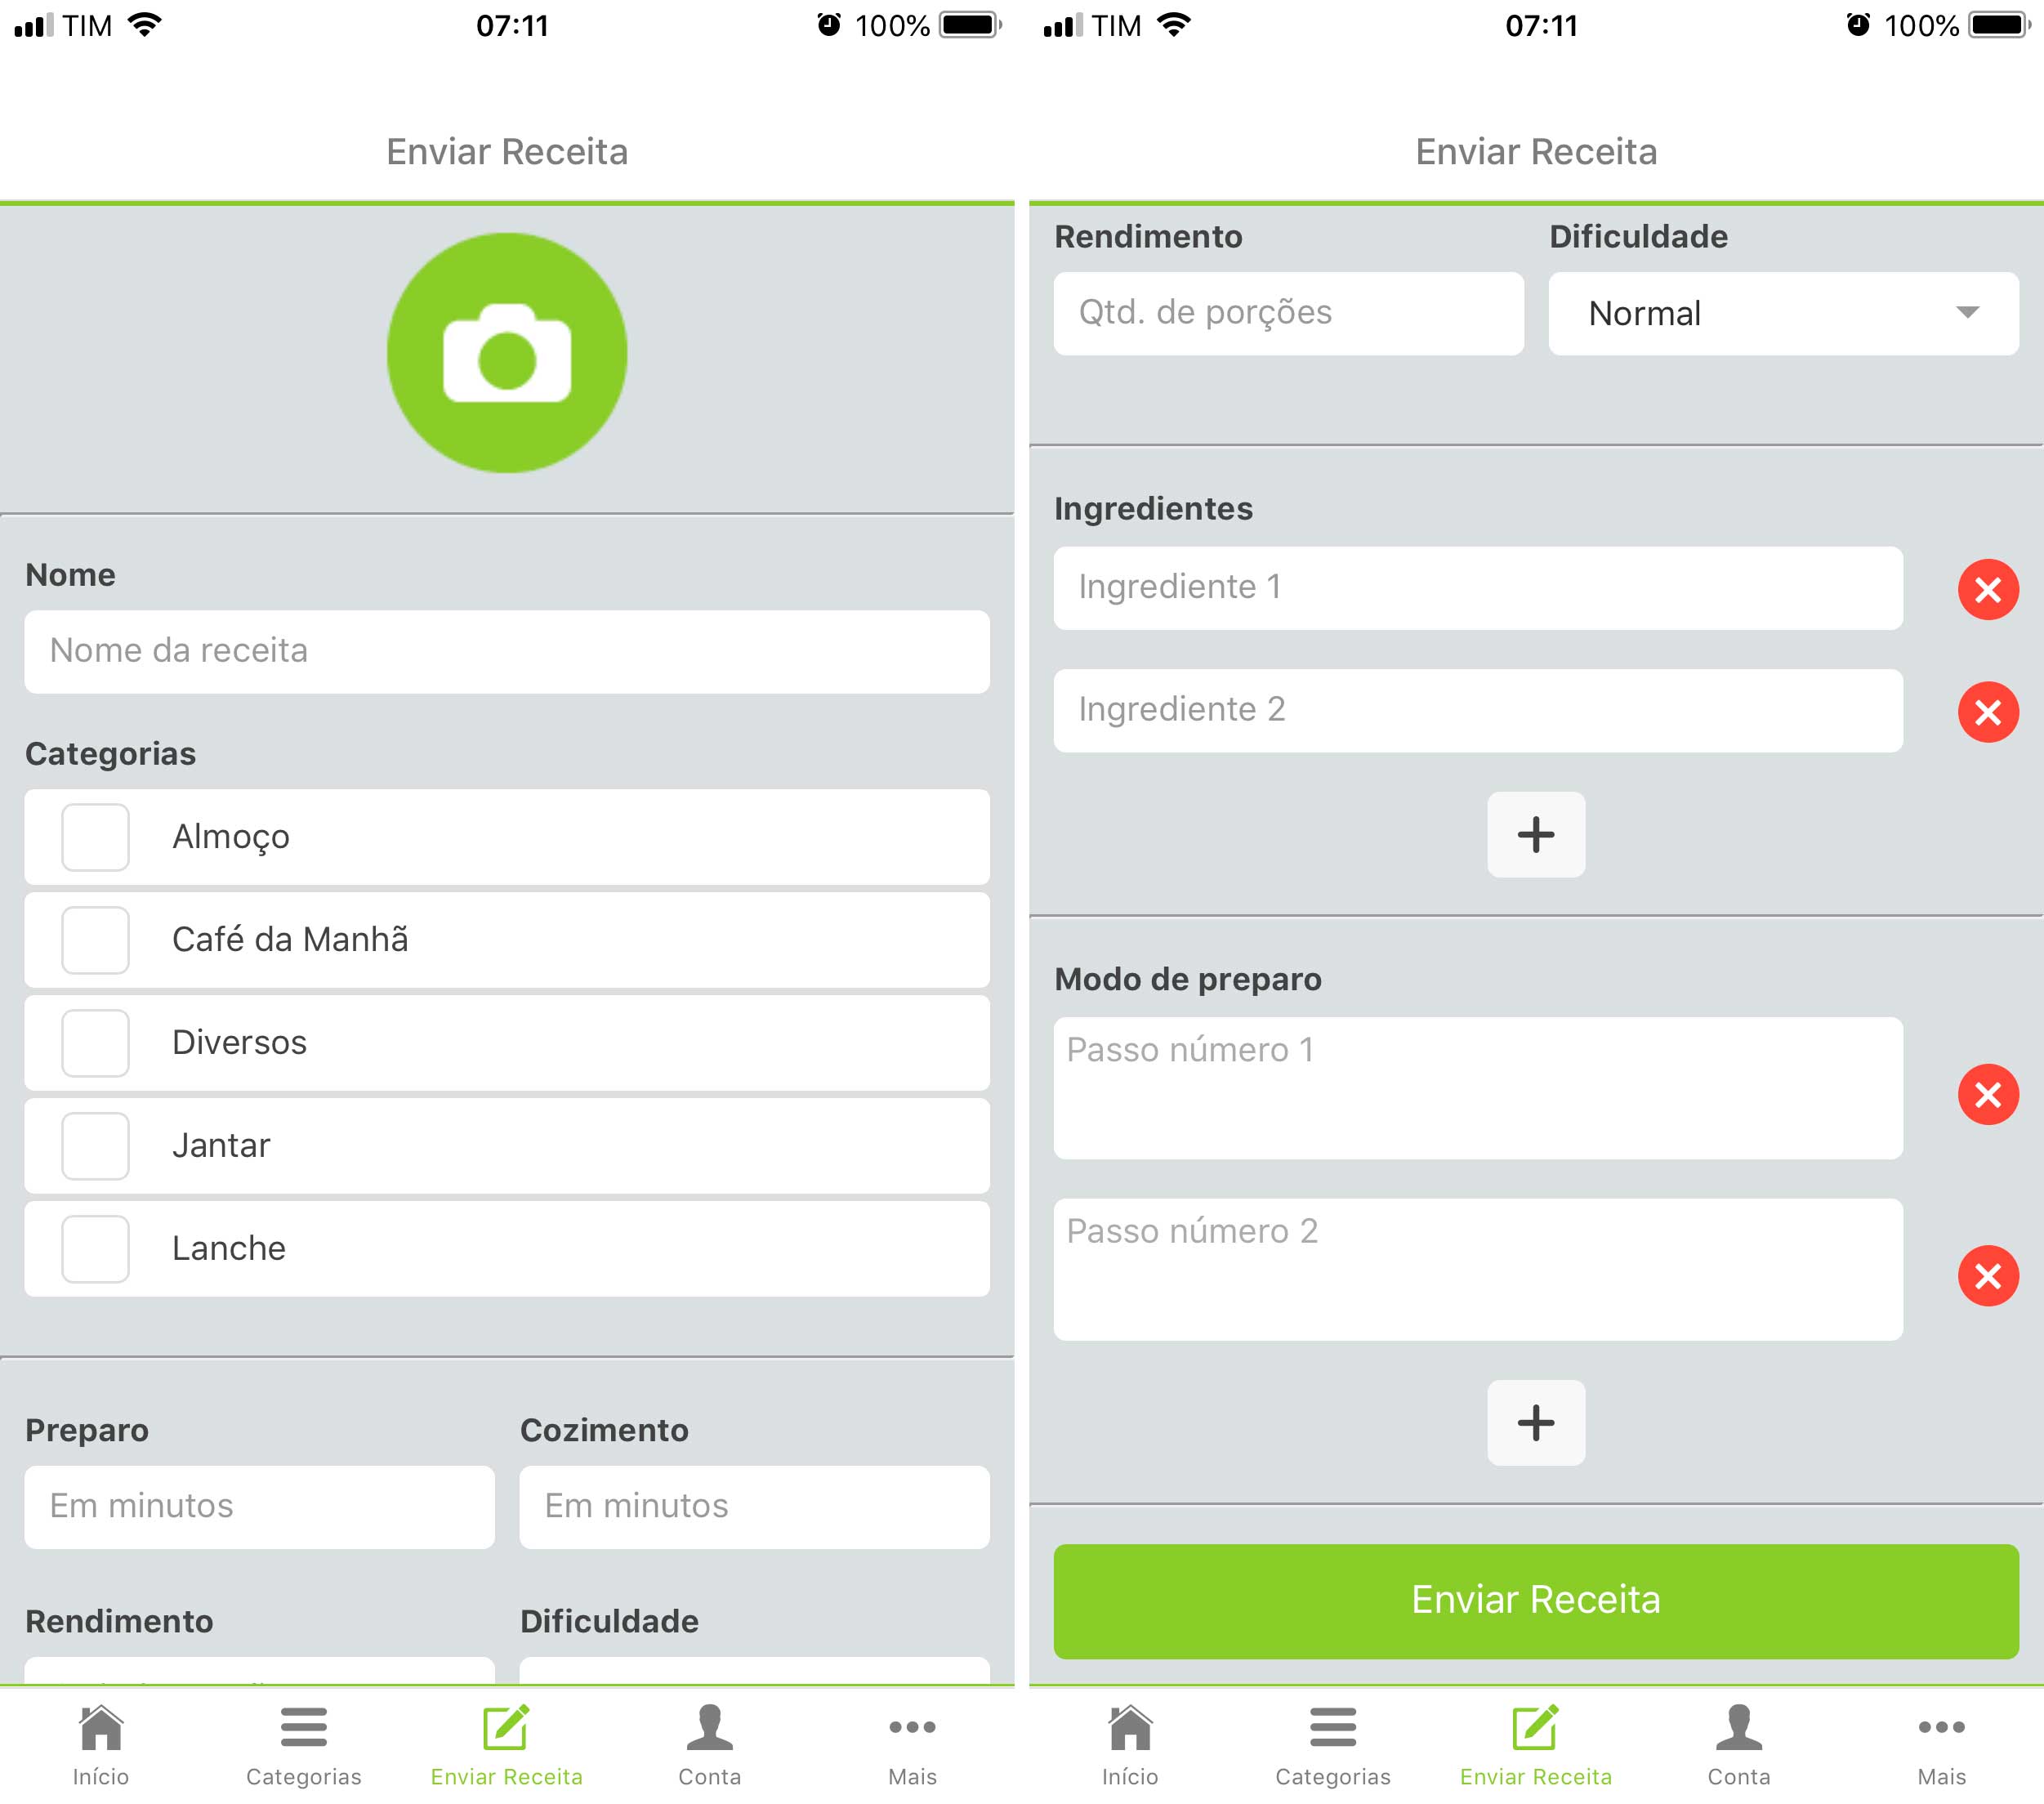 TIM 07:11 100%
Enviar Receita
Nome
Nome da receita
Categorias
Almoço
Café da Manhã
Diversos
Jantar
Lanche
Preparo Cozimento
Em minutos Em minutos
Rendimento Dificuldade
Início Categorias Enviar Receita Conta Mais
TIM 07:11 100%
Enviar Receita
Rendimento Dificuldade
Qtd. de porções Normal
Ingredientes
Ingrediente 1
Ingrediente 2
Modo de preparo
Passo número 1
Passo número 2
Enviar Receita
Início Categorias Enviar Receita Conta Mais